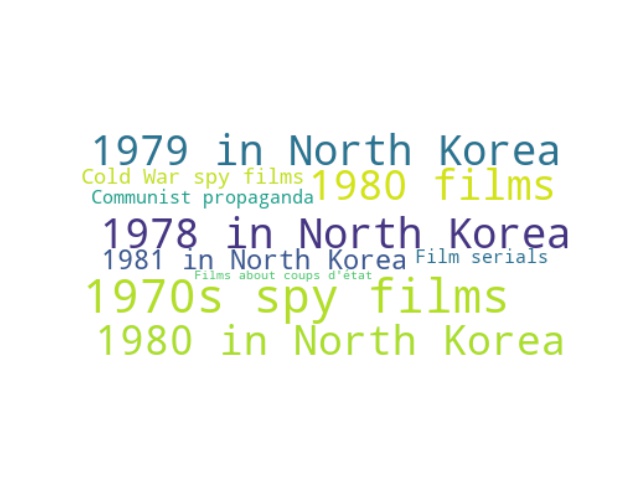 1979 in North Korea
Cold War spy films
1980 films
Communist propaganda
1978 in North Korea
1981 in North Korea
Film serials
Films about coups d'état
1970s spy films
1980 in North Korea